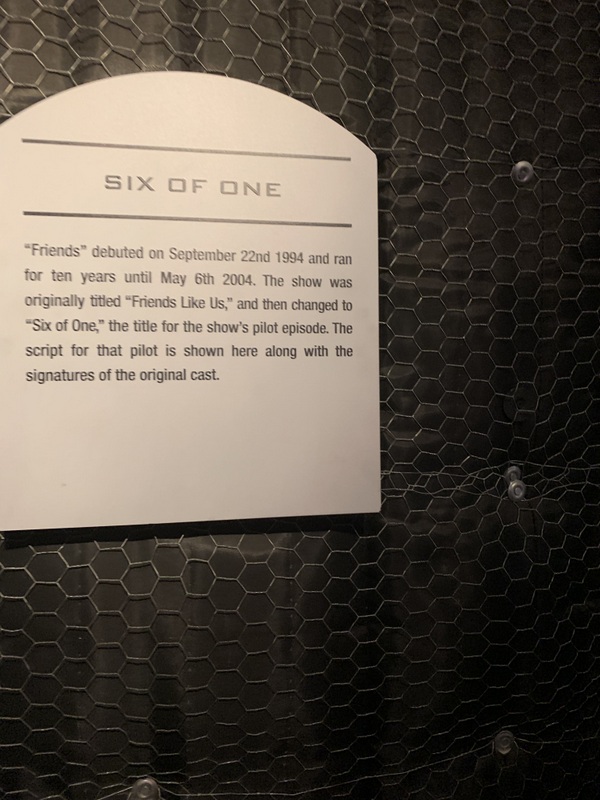 SIX OF ONE
“Friends” debuted on September 22nd 1994 and ran
for ten years until May 6th 2004. The show was
originally titled “Friends Like Us,” and then changed to
“Six of One,” the title for the show’s pilot episode. The
script for that pilot is shown here along with the
signatures of the original cast.